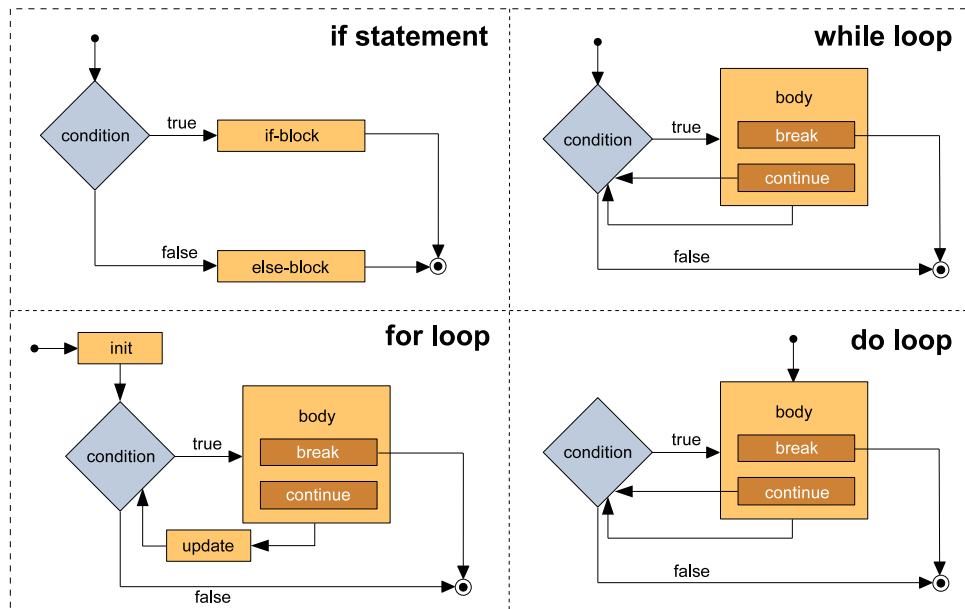 if statement
condition
true
if-block
false
else-block
while loop
body
condition
true
break
continue
false
for loop
init
body
condition
true
break
continue
update
false
do loop
body
condition
true
break
continue
false